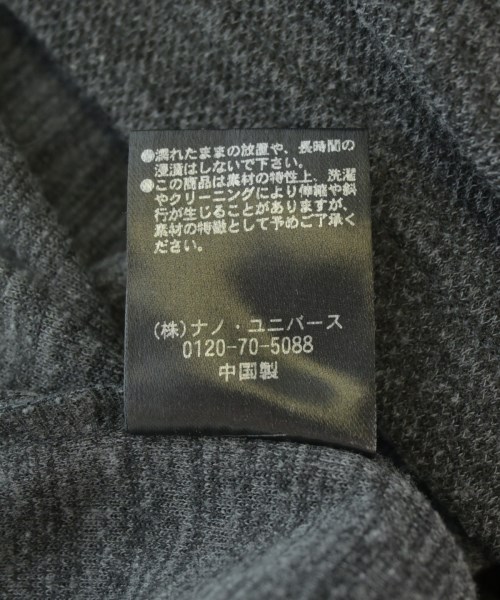 ●濡れたままの放置や、長時間の
浸漬はしないで下さい。
●この商品は素材の特性上、洗濯
やクリーニングにより伸縮や斜
行が生じることがありますが、
素材の特徴として予めご了承く
ださい。
(株)ナノ・ユニバース
0120-70-5088
中国製